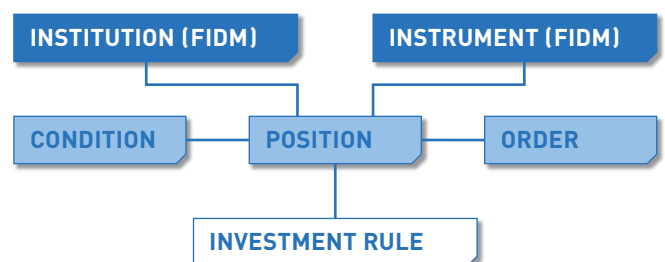 INSTITUTION (FIDM)
INSTRUMENT (FIDM)
CONDITION
POSITION
ORDER
INVESTMENT RULE